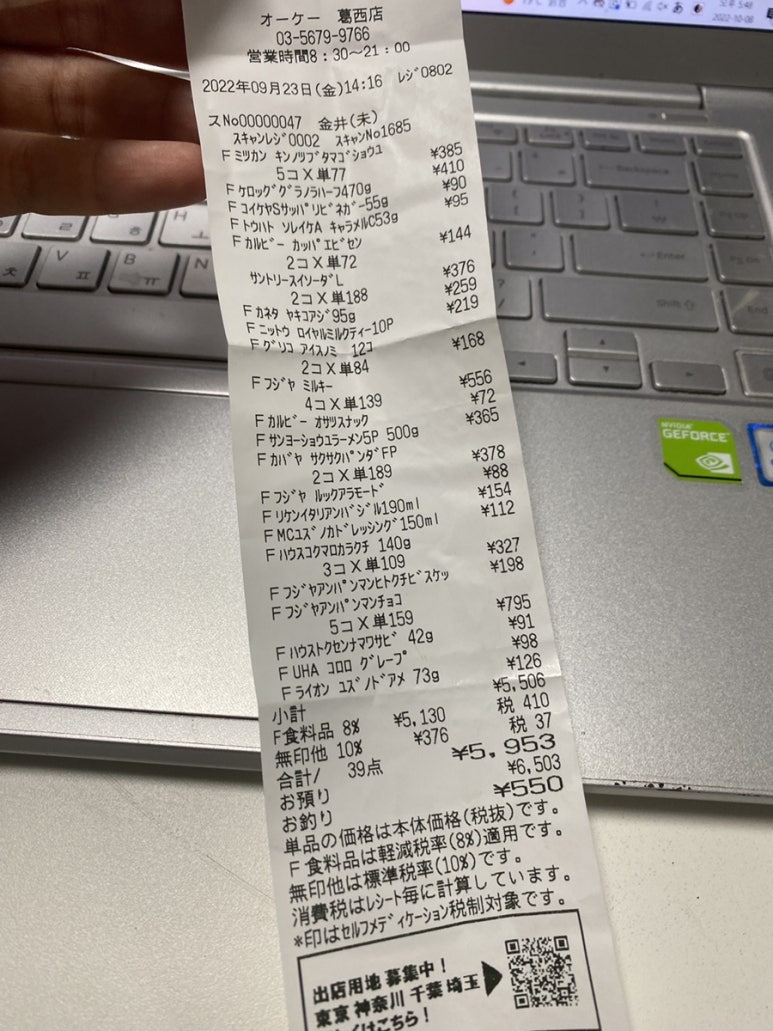 オーケー 葛西店
03-5679-9766
営業時間8:30~21:00
2022年09月23日(金)14:16 ﾚｼﾞ0802
スNo00000047 金井(未)
ｽｷｬﾝﾚｼﾞ0002 ｽｷｬﾝNo1685
F ﾐﾂｶﾝ ｷﾝﾉﾂﾌﾞﾀﾏｺﾞｼｮｳﾕ
5コ X 単77 ¥385
F ｹﾛｯｸﾞｸﾞﾗﾉﾗﾊｰﾌ470g ¥410
F ｺｲｹﾔSｻｯﾊﾟﾘﾋﾞﾈｶﾞｰ55g ¥90
F ﾄｳﾊﾄ ｿﾚｲｹA ｷｬﾗﾒﾙC53g ¥95
F ｶﾙﾋﾞｰ ｶｯﾊﾟｴﾋﾞｾﾝ
2コ X 単72 ¥144
ｻﾝﾄﾘｰｽｲｿｰﾀﾞL
2コ X 単188 ¥376
F ｶﾈﾀ ﾔｷｺｱｼﾞ95g ¥259
F ﾆｯﾄｳ ﾛｲﾔﾙﾐﾙｸﾃｨｰ10P ¥219
F ｸﾞﾘｺ ｱｲｽﾉﾐ 12ｺ
2コ X 単84 ¥168
F ﾌｼﾞﾔ ﾐﾙｷｰ
4コ X 単139 ¥556
F ｶﾙﾋﾞｰ ｵｻﾂｽﾅｯｸ ¥72
F ｻﾝﾖｰｼｮｳﾕﾗｰﾒﾝ5P 500g ¥365
F ｶﾊﾞﾔ ｻｸｻｸﾊﾟﾝﾀﾞFP
2コ X 単189 ¥378
F ﾌｼﾞﾔ ﾙｯｸｱﾗﾓｰﾄﾞ ¥88
F ﾘｹﾝｲﾀﾘｱﾝﾊﾞｼﾞﾙ190ml ¥154
F MCﾕｽﾞﾉｶﾄﾞﾚｯｼﾝｸﾞ150ml ¥112
F ﾊｳｽｺｸﾏﾛｶﾗｸﾁ 140g
3コ X 単109 ¥327
F ﾌｼﾞﾔｱﾝﾊﾟﾝﾏﾝﾋﾄｸﾁﾋﾞｽｹｯ ¥198
F ﾌｼﾞﾔｱﾝﾊﾟﾝﾏﾝﾁｮｺ
5コ X 単159 ¥795
F ﾊｳｽﾄｸｾﾝﾅﾏﾜｻﾋﾞ 42g ¥91
F UHA ｺﾛﾛ ｸﾞﾚｰﾌﾟ ¥98
F ﾗｲｵﾝ ﾕｽﾞﾉﾄﾞｱﾒ 73g ¥126
小計 ¥5,506
F食料品 8% ¥5,130 税 410
無印他 10% ¥376 税 37
合計/ 39点 ¥5,953
お預り ¥6,503
お釣り ¥550
単品の価格は本体価格(税抜)です。
F 食料品は軽減税率(8%)適用です。
無印他は標準税率(10%)です。
消費税はレシート毎に計算しています。
*印はｾﾙﾌﾒﾃﾞｨｹｰｼｮﾝ税制対象です。
出店用地 募集中!
東京 神奈川 千葉 埼玉
くはこちら!
NVIDIA
GEFORCE
2022-10-08
Backspace
Enter
Shift
End
V
B
N
H